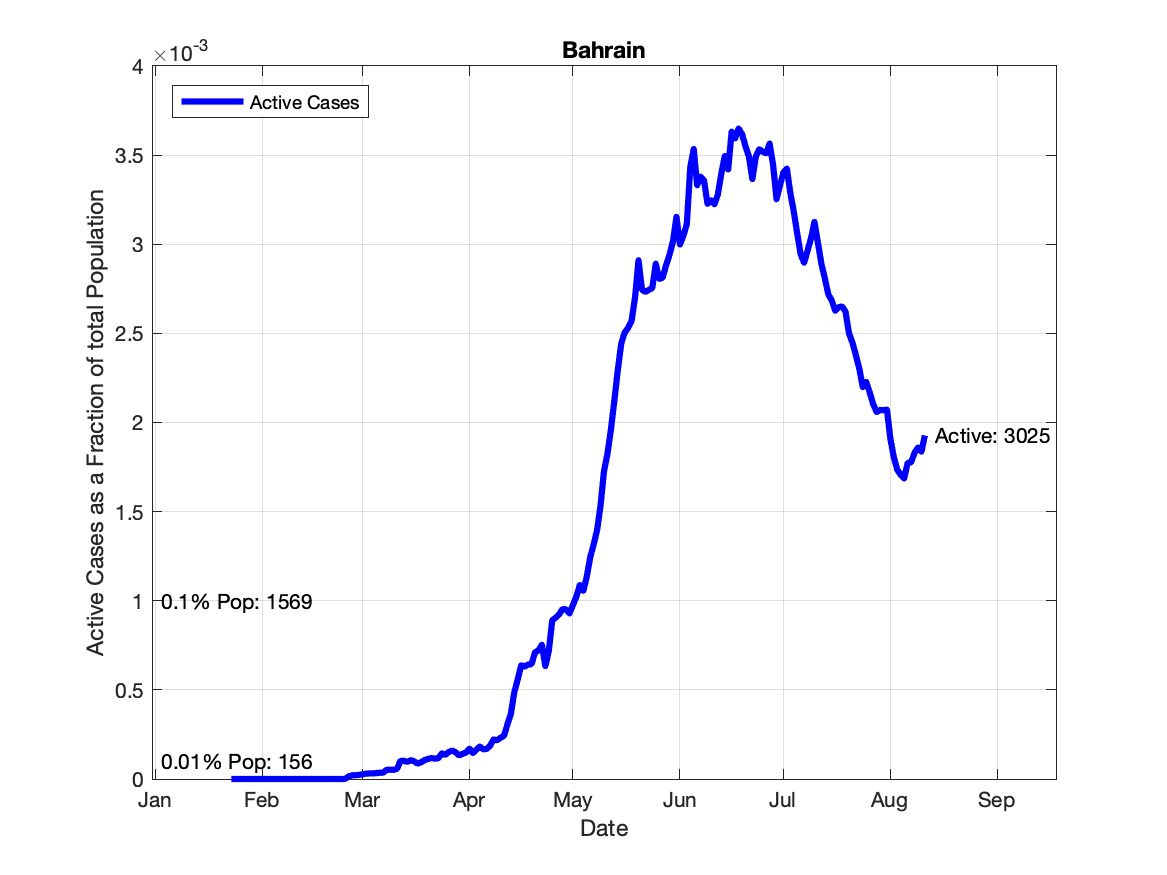 Bahrain
×10⁻³
Active Cases
4
3.5
3
2.5
2
1.5
1
0.5
0
Active Cases as a Fraction of total Population
Active: 3025
0.1% Pop: 1569
0.01% Pop: 156
Jan Feb Mar Apr May Jun Jul Aug Sep
Date